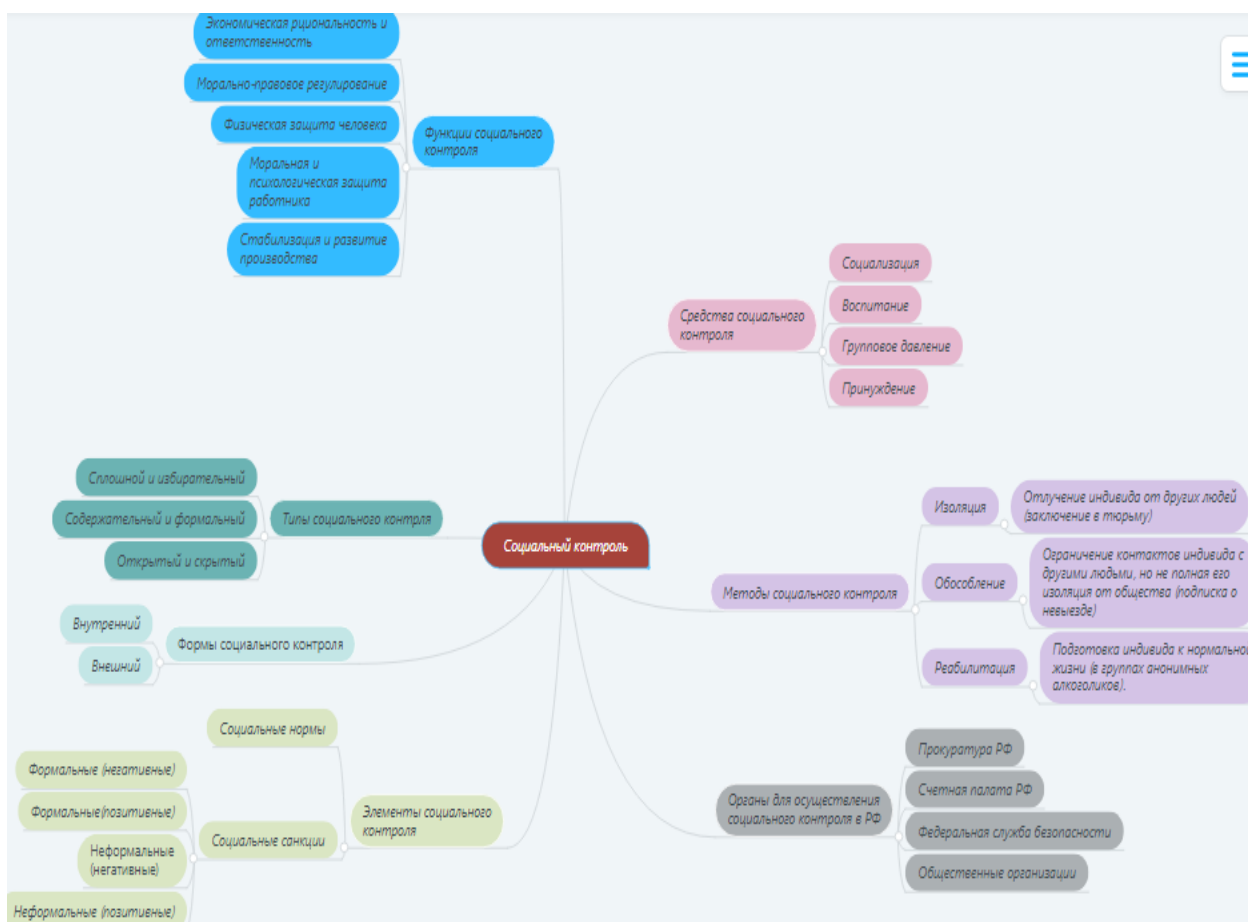 Экономическая рциональность и
ответственность
Морально-правовое регулирование
Физическая защита человека
Моральная и
психологическая защита
работника
Стабилизация и развитие
производства
Функции социального
контроля
Средства социального
контроля
Социализация
Воспитание
Групповое давление
Принуждение
Сплошной и избирательный
Содержательный и формальный
Открытый и скрытый
Типы социального контрля
Социальный контроль
Методы социального контроля
Изоляция
Отлучение индивида от других людей
(заключение в тюрьму)
Обособление
Ограничение контактов индивида с
другими людьми, но не полная его
изоляция от общества (подписка о
невыезде)
Реабилитация
Подготовка индивида к нормальной
жизни (в группах анонимных
алкоголиков).
Внутренний
Внешний
Формы социального контроля
Социальные нормы
Формальные (негативные)
Формальные(позитивные)
Неформальные
(негативные)
Неформальные (позитивные)
Социальные санкции
Элементы социального
контроля
Органы для осуществления
социального контроля в РФ
Прокуратура РФ
Счетная палата РФ
Федеральная служба безопасности
Общественные организации